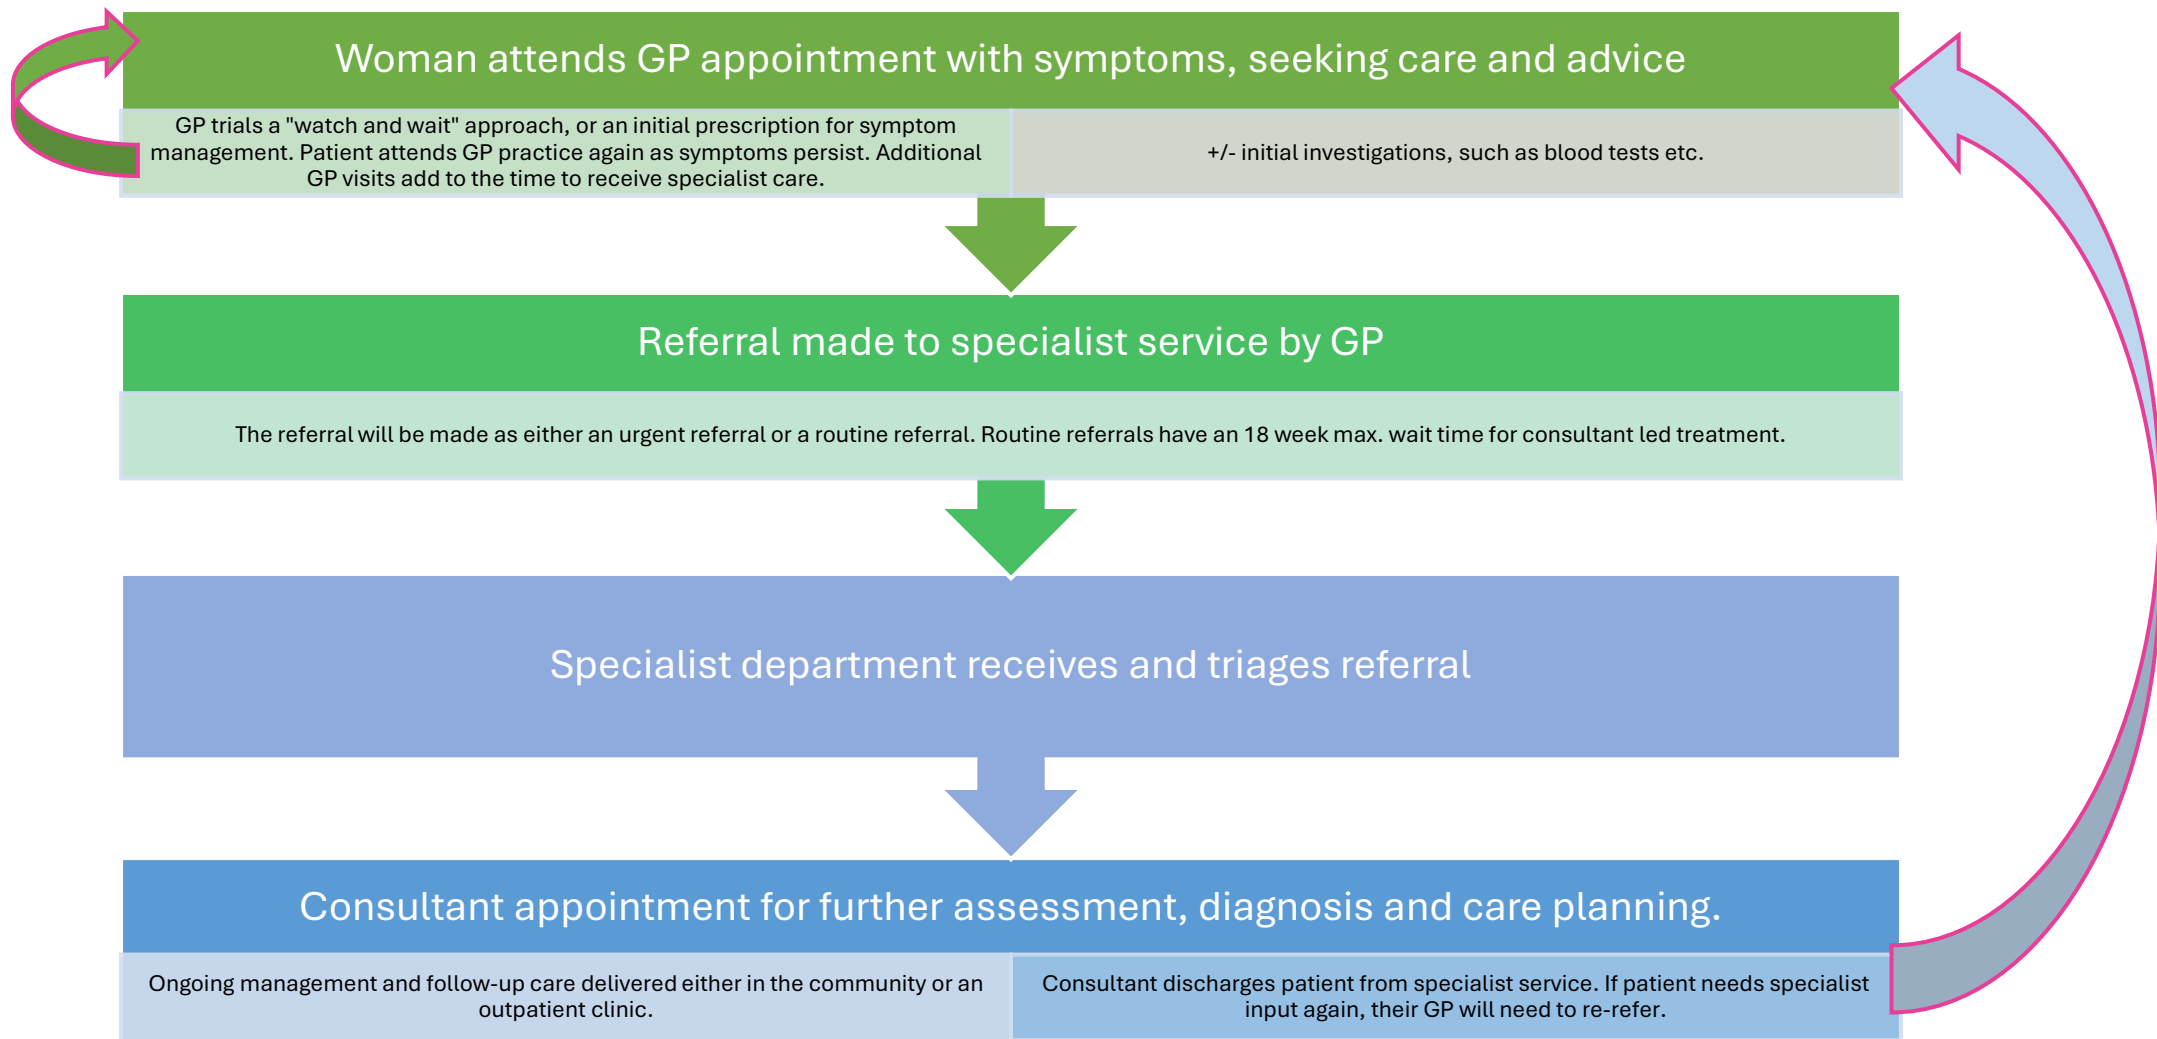 Woman attends GP appointment with symptoms, seeking care and advice
GP trials a "watch and wait" approach, or an initial prescription for symptom
management. Patient attends GP practice again as symptoms persist. Additional
GP visits add to the time to receive specialist care.
+/- initial investigations, such as blood tests etc.
Referral made to specialist service by GP
The referral will be made as either an urgent referral or a routine referral. Routine referrals have an 18 week max. wait time for consultant led treatment.
Specialist department receives and triages referral
Consultant appointment for further assessment, diagnosis and care planning.
Ongoing management and follow-up care delivered either in the community or an
outpatient clinic.
Consultant discharges patient from specialist service. If patient needs specialist
input again, their GP will need to re-refer.